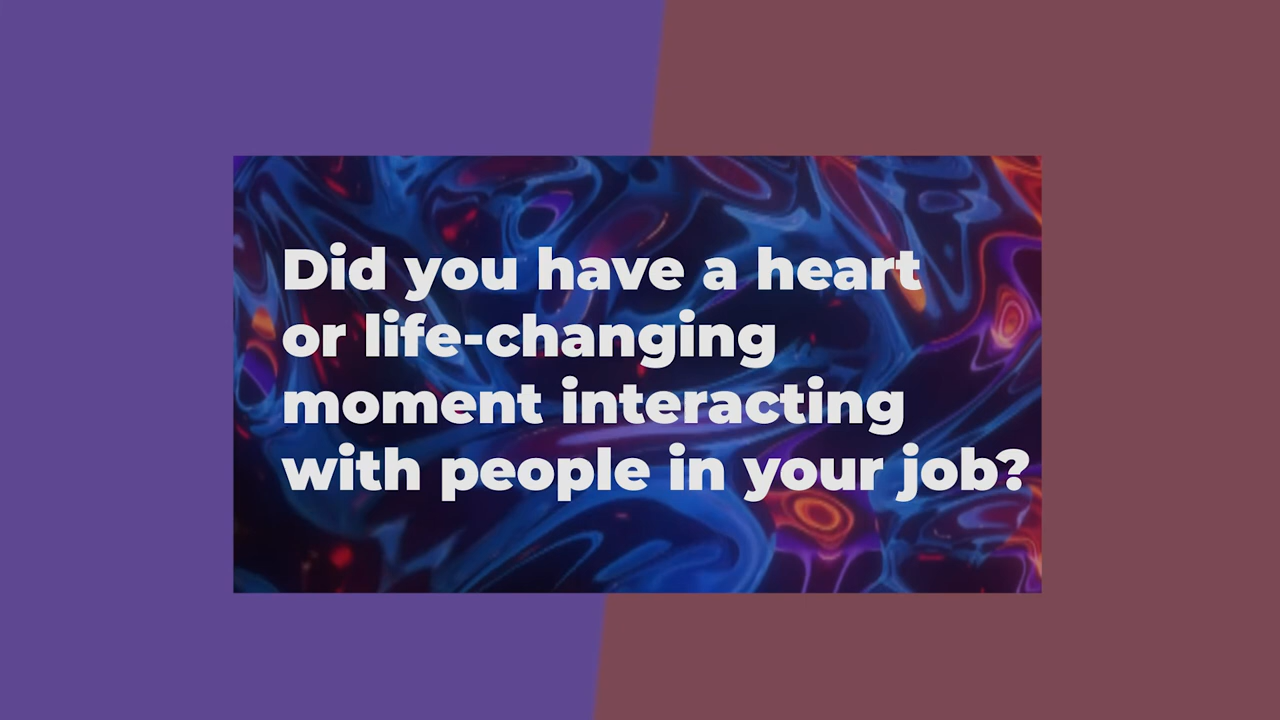 Did you have a heart
or life-changing
moment interacting
with people in your job?